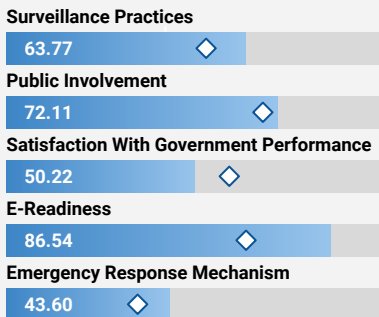 Surveillance Practices
63.77
Public Involvement
72.11
Satisfaction With Government Performance
50.22
E-Readiness
86.54
Emergency Response Mechanism
43.60